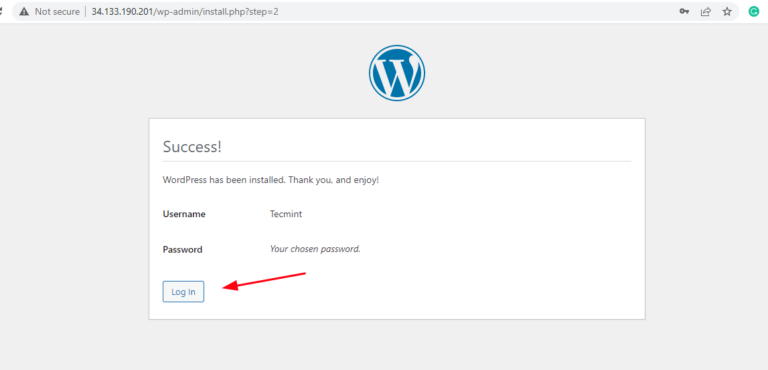 Not secure 34.133.190.201/wp-admin/install.php?step=2
Success!
WordPress has been installed. Thank you, and enjoy!
Username Tecmint
Password Your chosen password.
Log In